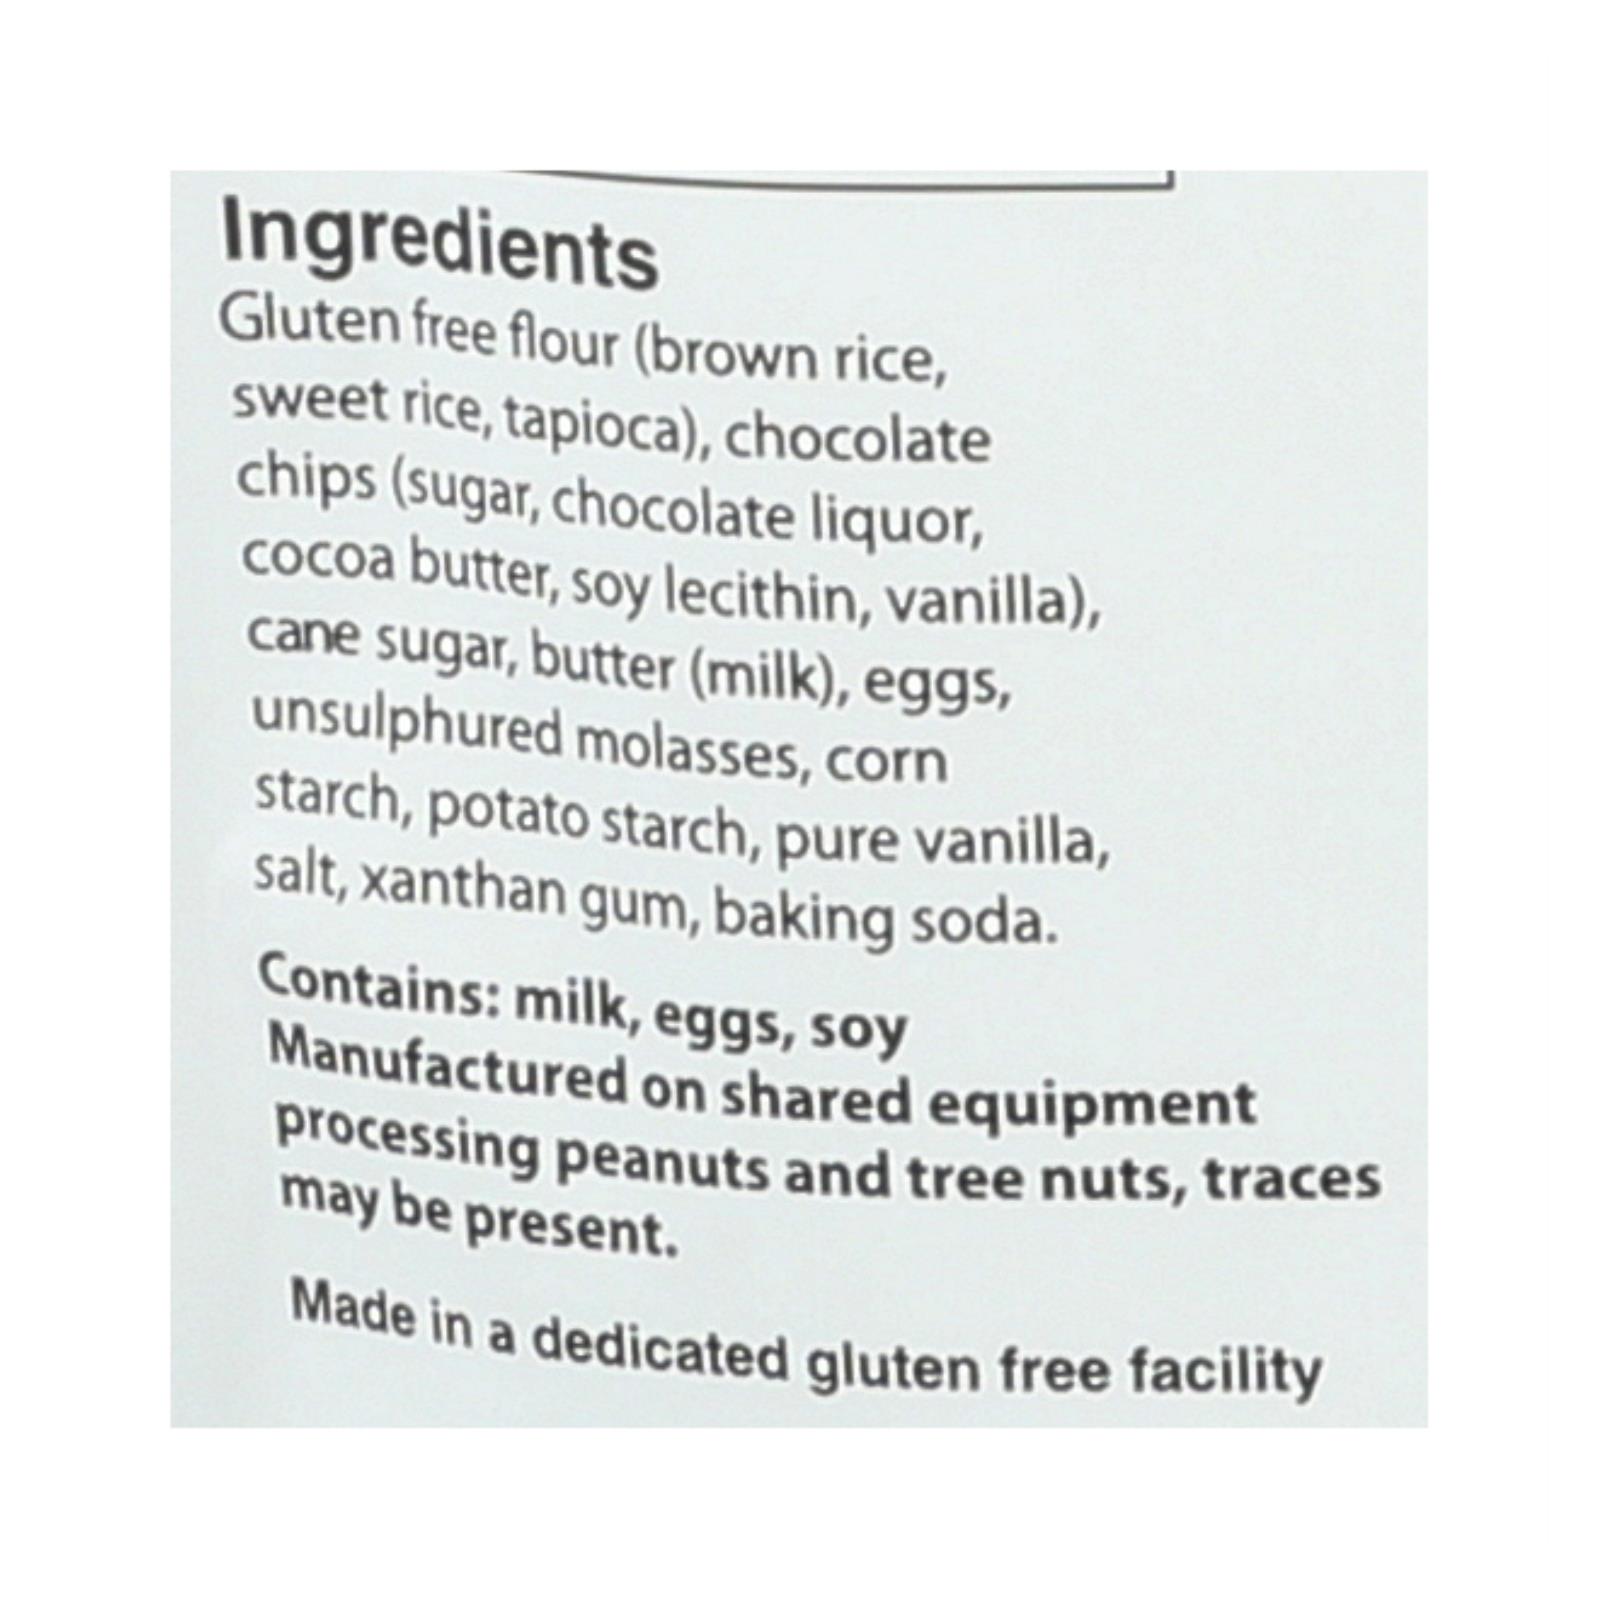 Ingredients
Gluten free flour (brown rice,
sweet rice, tapioca), chocolate
chips (sugar, chocolate liquor,
cocoa butter, soy lecithin, vanilla),
cane sugar, butter (milk), eggs,
unsulphured molasses, corn
starch, potato starch, pure vanilla,
salt, xanthan gum, baking soda.
Contains: milk, eggs, soy
Manufactured on shared equipment
processing peanuts and tree nuts, traces
may be present.
Made in a dedicated gluten free facility